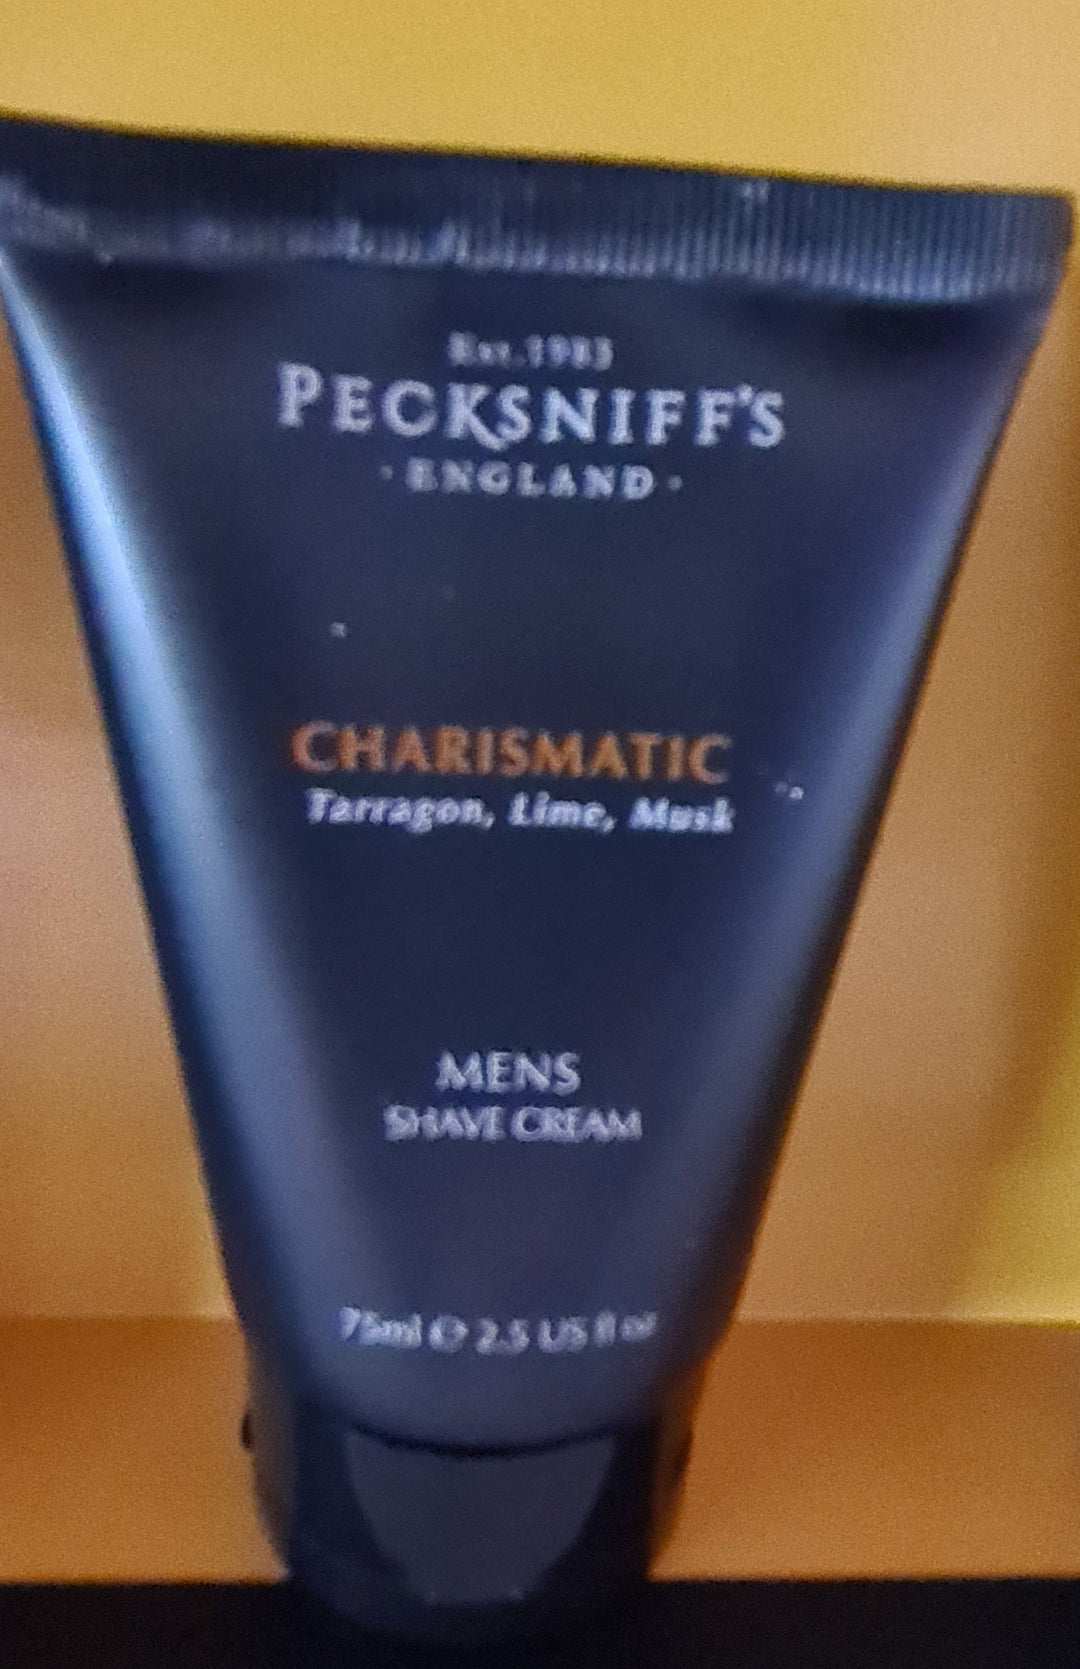 Est.1983
PECKSNIFF'S
· ENGLAND ·
CHARISMATIC
Tarragon, Lime, Musk
MENS
SHAVE CREAM
75ml ℮ 2.5 US fl oz